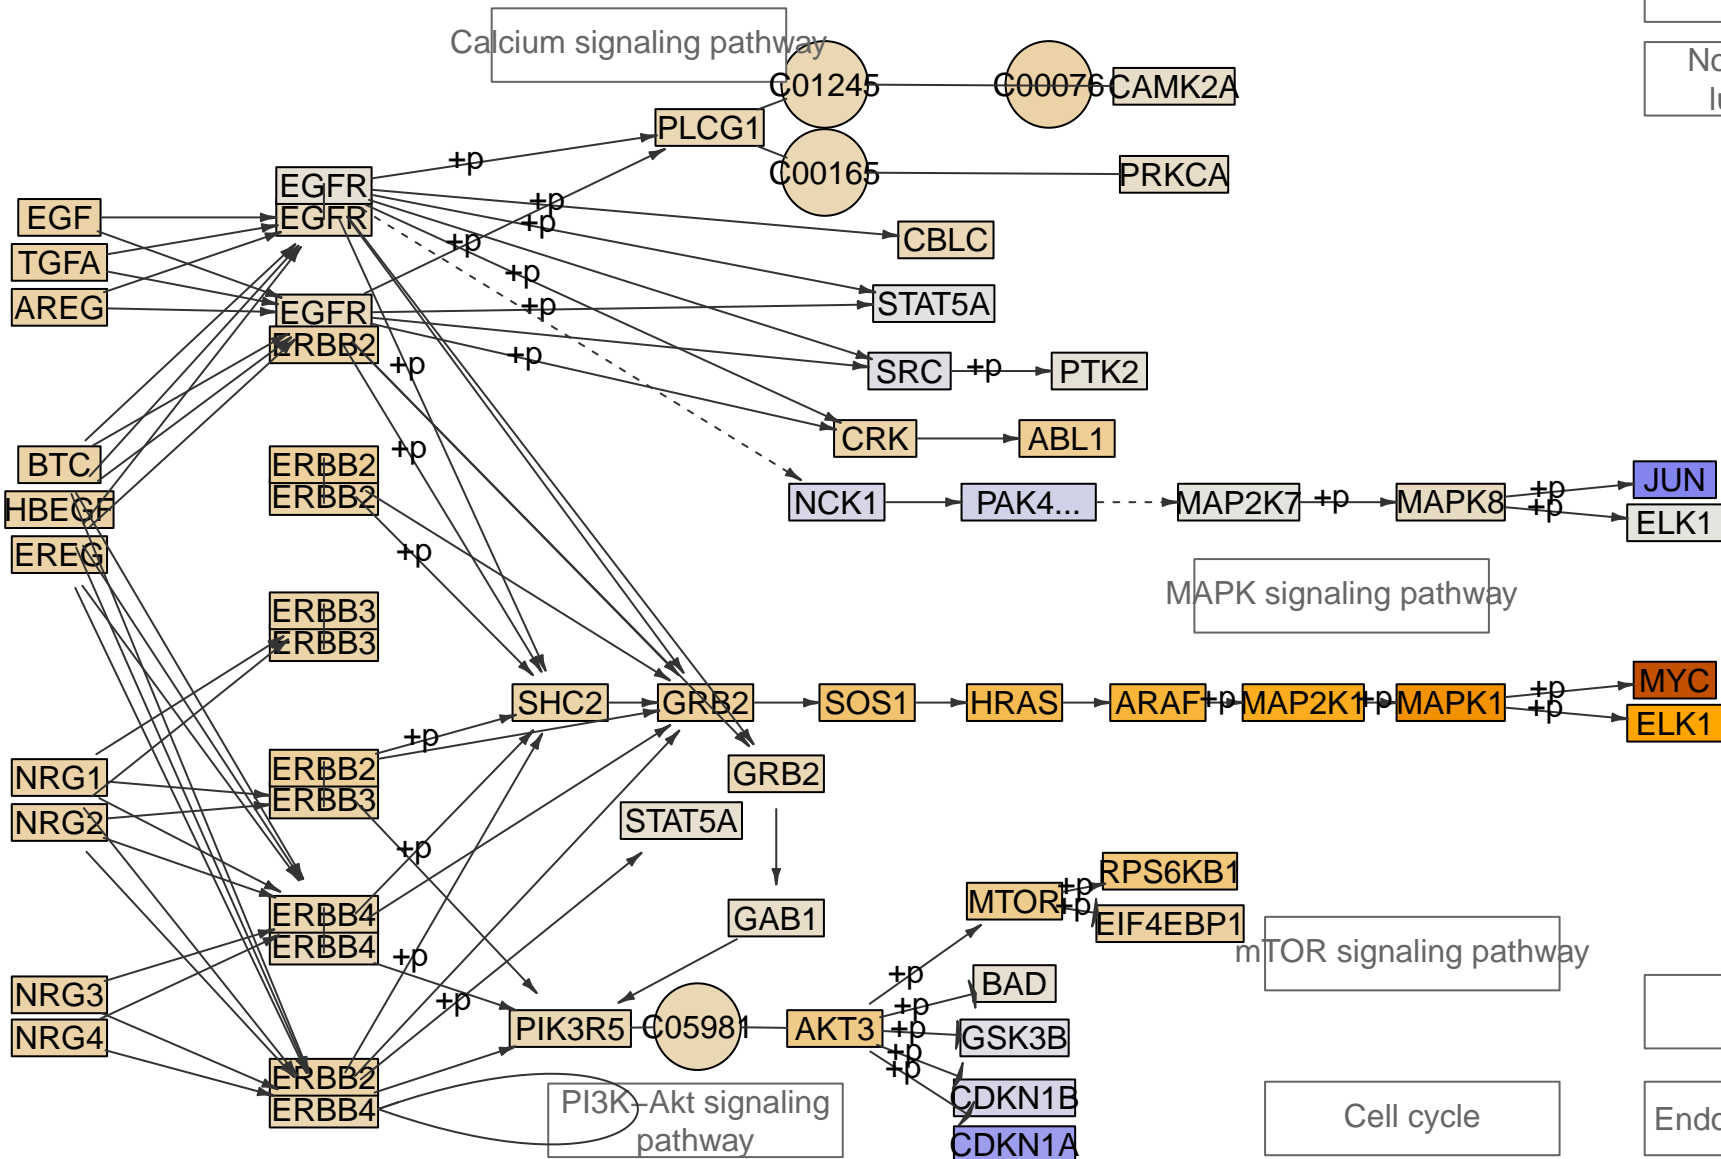 Calcium signaling pathway
C01245
C00076
CAMK2A
PLCG1
C00165
PRKCA
+p
EGFR
EGFR
EGF
TGFA
AREG
+p
+p
+p
CBLC
+p
STAT5A
EGFR
ERBB2
+p
+p
+p
SRC
+p
PTK2
CRK
ABL1
BTC
HBEGF
EREG
ERBB2
ERBB2
+p
NCK1
PAK4...
MAP2K7
+p
MAPK8
+p
+p
JUN
ELK1
+p
MAPK signaling pathway
ERBB3
ERBB3
SHC2
GRB2
SOS1
HRAS
ARAF
+p
MAP2K1
+p
MAPK1
+p
+p
MYC
ELK1
+p
NRG1
NRG2
ERBB2
ERBB3
GRB2
STAT5A
+p
ERBB4
ERBB4
GAB1
MTOR
+p
+p
RPS6KB1
EIF4EBP1
mTOR signaling pathway
+p
+p
+p
NRG3
NRG4
PIK3R5
C05981
AKT3
+p
+p
+p
+p
BAD
GSK3B
ERBB2
ERBB4
PI3K–Akt signaling
pathway
CDKN1B
CDKN1A
Cell cycle